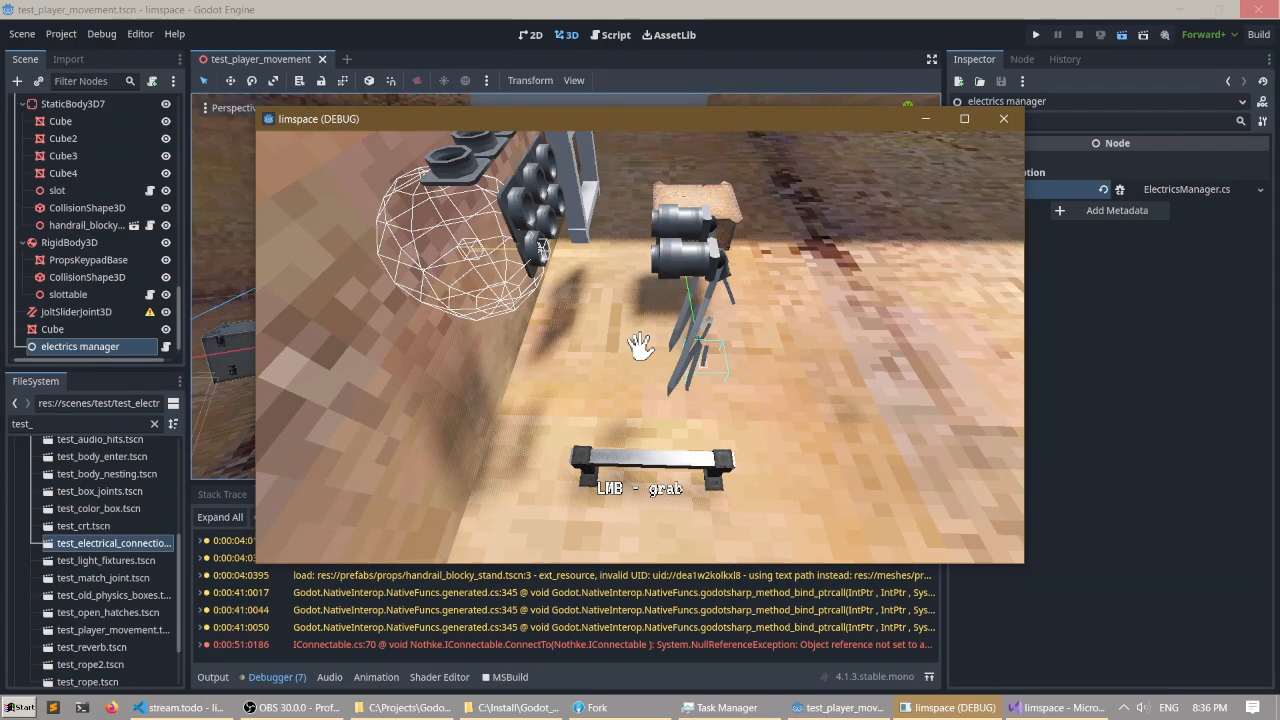 test_player_movement.tscn - limspace - Godot Engine
Scene Project Debug Editor Help
2D 3D Script AssetLib
Forward+ Build
Scene Import
test_player_movement
Inspector Node History
Filter Nodes
Transform View
StaticBody3D7
Cube
Cube2
Cube3
Cube4
slot
CollisionShape3D
handrail_blocky...
RigidBody3D
PropsKeypadBase
CollisionShape3D
slottable
JoltSliderJoint3D
Cube
electrics manager
Perspectiv
limspace (DEBUG)
LMB - grab
electrics manager
Node
ElectricsManager.cs
Add Metadata
FileSystem
res://scenes/test/test_electr
test_
test_audio_hits.tscn
test_body_enter.tscn
test_body_nesting.tscn
test_box_joints.tscn
test_color_box.tscn
test_crt.tscn
test_electrical_connectio...
test_light_fixtures.tscn
test_match_joint.tscn
test_old_physics_boxes.t...
test_open_hatches.tscn
test_player_movement.t...
test_reverb.tscn
test_rope2.tscn
test_rope.tscn
Stack Trace
Expand All
0:00:04:0395 load: res://prefabs/props/handrail_blocky_stand.tscn:3 - ext_resource, invalid UID: uid://dea1w2kolkxl8 - using text path instead: res://meshes/pr...
0:00:41:0017 Godot.NativeInterop.NativeFuncs.generated.cs:345 @ void Godot.NativeInterop.NativeFuncs.godotsharp_method_bind_ptrcall(IntPtr , IntPtr , Sys...
0:00:41:0044 Godot.NativeInterop.NativeFuncs.generated.cs:345 @ void Godot.NativeInterop.NativeFuncs.godotsharp_method_bind_ptrcall(IntPtr , IntPtr , Sys...
0:00:41:0050 Godot.NativeInterop.NativeFuncs.generated.cs:345 @ void Godot.NativeInterop.NativeFuncs.godotsharp_method_bind_ptrcall(IntPtr , IntPtr , Sys...
0:00:51:0186 IConnectable.cs:70 @ void Nothke.IConnectable.ConnectTo(Nothke.IConnectable ): System.NullReferenceException: Object reference not set to a...
Output Debugger (7) Audio Animation Shader Editor MSBuild 4.1.3.stable.mono
Start stream.todo - li... OBS 30.0.0 - Prof... C:\Projects\Godot... C:\Install\Godot_... Fork Task Manager test_player_mov... limspace (DEBUG) limspace - Micro... ENG 8:36 PM